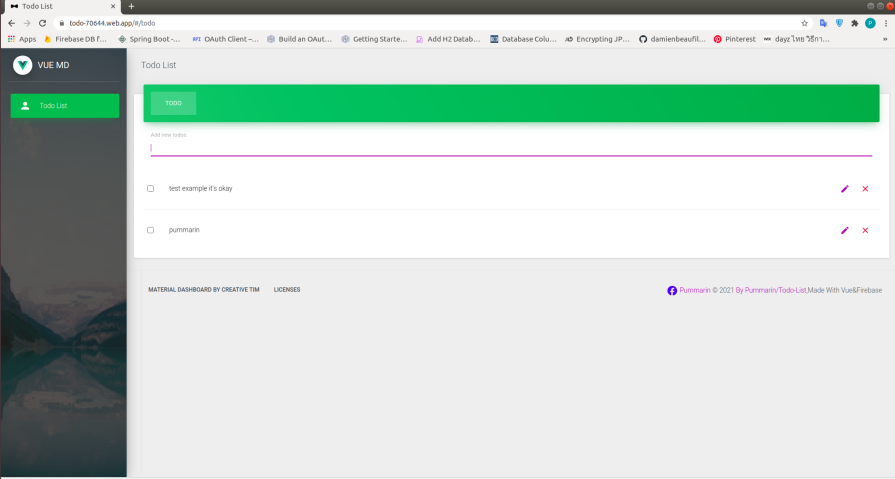 Todo List
todo-70644.web.app/#/todo
Apps Firebase DB f... Spring Boot -... API OAuth Client –... Build an OAut... Getting Starte... Add H2 Datab... Database Colu... Encrypting JP... damienbeaufil... Pinterest dayz ไทย วิธีกา...
VUE MD
Todo List
Todo List
TODO
Add new todos
test example it's okay
pummarin
MATERIAL DASHBOARD BY CREATIVE TIM LICENSES
Pummarin © 2021 By Pummarin/Todo-List,Made With Vue&Firebase